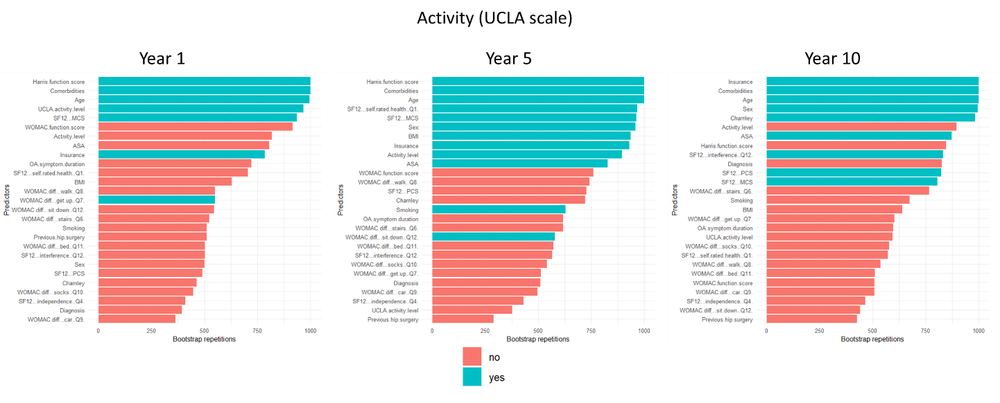 Activity (UCLA scale)
Year 1
Year 5
Year 10
Predictors
Harris.function.score
Comorbidities
Age
UCLA.activity.level
SF12...MCS
WOMAC.function.score
Activity.level
ASA
Insurance
OA.symptom.duration
SF12...self.rated.health..Q1.
BMI
WOMAC.diff...walk..Q8.
WOMAC.diff...get.up..Q7.
WOMAC.diff...sit.down..Q12.
WOMAC.diff...stairs..Q6.
Smoking
Previous.hip.surgery
WOMAC.diff...bed..Q11.
SF12...interference..Q12.
Sex
SF12...PCS
Charnley
WOMAC.diff...socks..Q10.
SF12...independence..Q4.
Diagnosis
WOMAC.diff...car..Q9.
0 250 500 750 1000
Bootstrap repetitions
Predictors
Harris.function.score
Comorbidities
Age
SF12...self.rated.health..Q1.
SF12...MCS
Sex
BMI
Insurance
Activity.level
ASA
WOMAC.function.score
WOMAC.diff...walk..Q8.
SF12...PCS
Charnley
Smoking
OA.symptom.duration
WOMAC.diff...stairs..Q6.
WOMAC.diff...sit.down..Q12.
WOMAC.diff...bed..Q11.
SF12...interference..Q12.
WOMAC.diff...socks..Q10.
WOMAC.diff...get.up..Q7.
Diagnosis
WOMAC.diff...car..Q9.
SF12...independence..Q4.
UCLA.activity.level
Previous.hip.surgery
0 250 500 750 1000
Bootstrap repetitions
Predictors
Insurance
Comorbidities
Age
Sex
Charnley
Activity.level
ASA
Harris.function.score
SF12...interference..Q12.
Diagnosis
SF12...PCS
SF12...MCS
WOMAC.diff...stairs..Q6.
Smoking
BMI
WOMAC.diff...get.up..Q7.
OA.symptom.duration
UCLA.activity.level
WOMAC.diff...socks..Q10.
SF12...self.rated.health..Q1.
WOMAC.diff...walk..Q8.
WOMAC.diff...bed..Q11.
WOMAC.function.score
WOMAC.diff...car..Q9.
SF12...independence..Q4.
WOMAC.diff...sit.down..Q12.
Previous.hip.surgery
0 250 500 750 1000
Bootstrap repetitions
no
yes